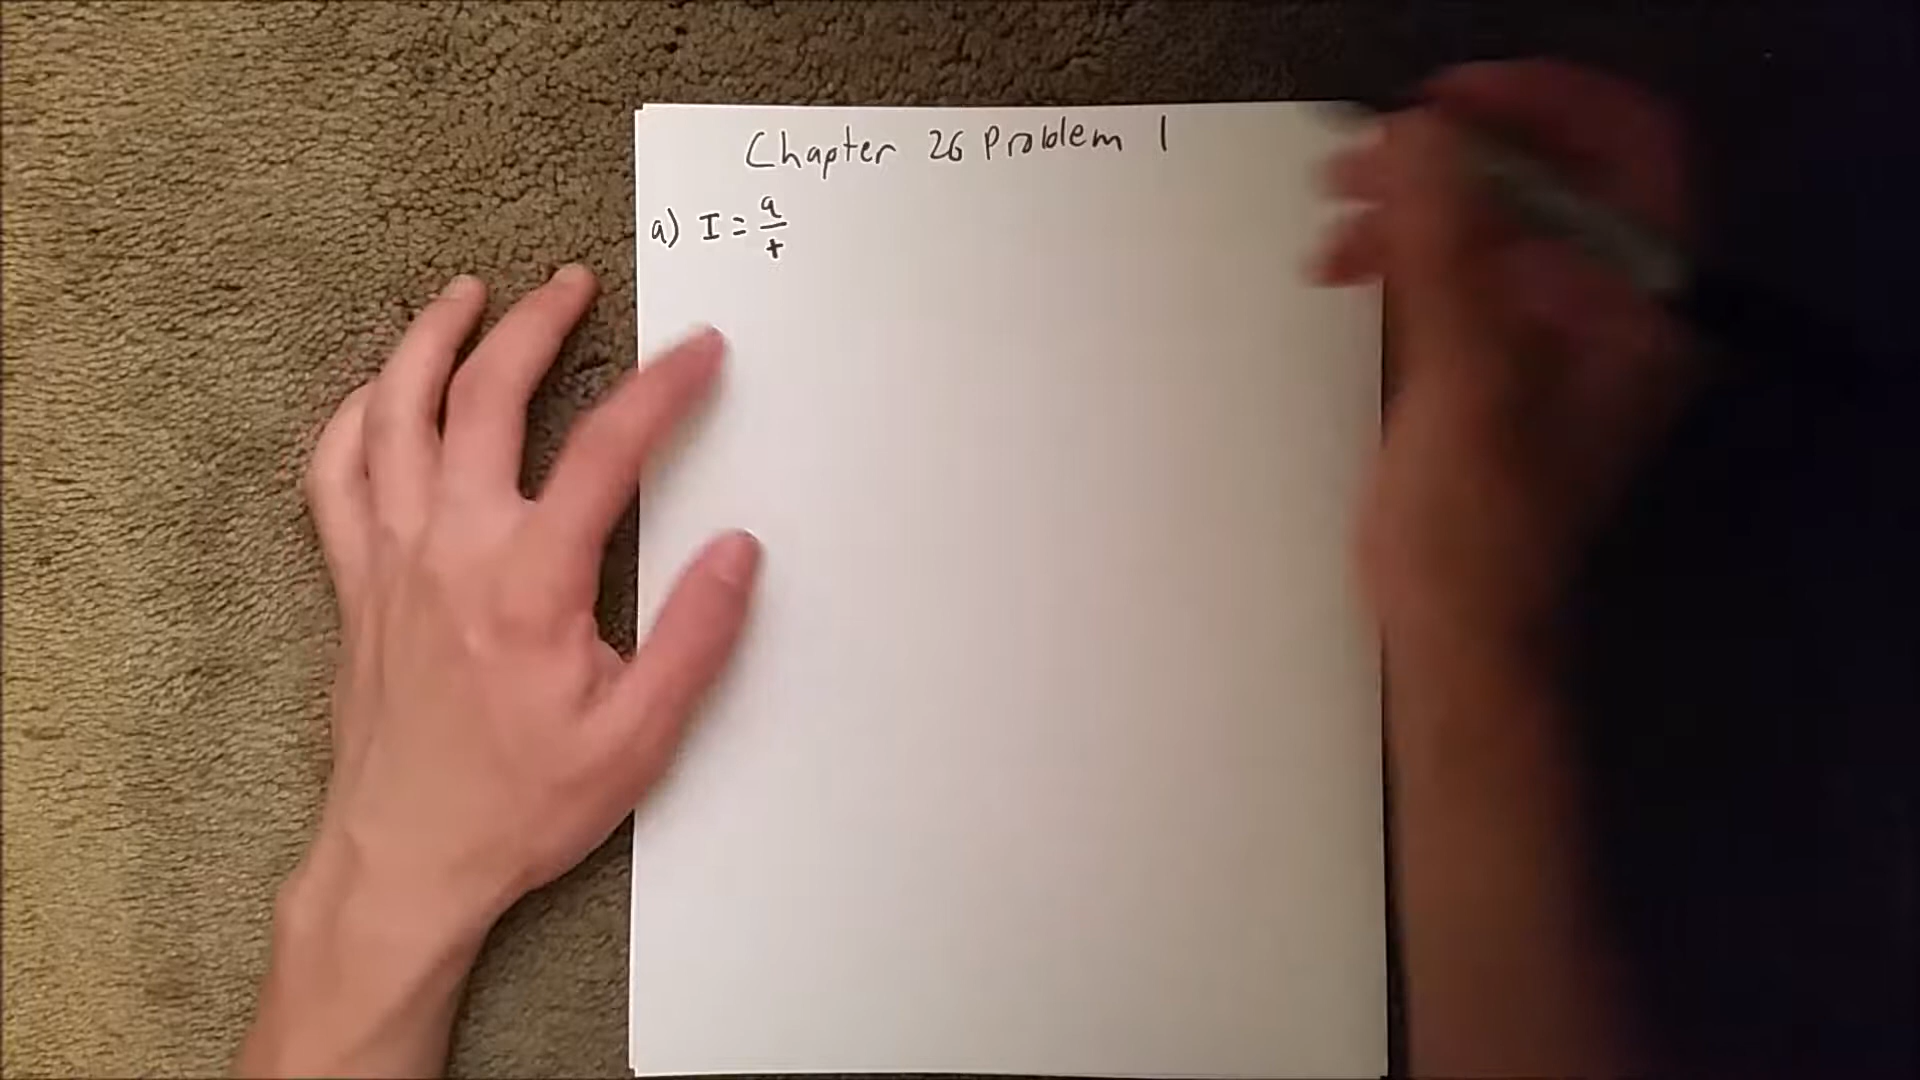 Chapter 26 Problem 1
a) I = q/t